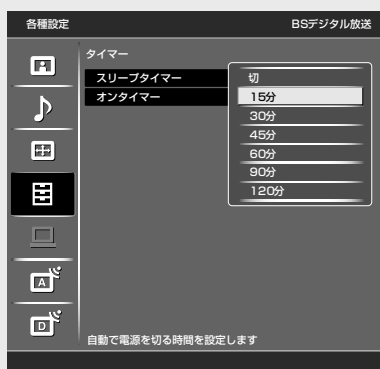 各種設定 BSデジタル放送
タイマー
スリープタイマー 切
オンタイマー 15分
30分
45分
60分
90分
120分
A
D
自動で電源を切る時間を設定します